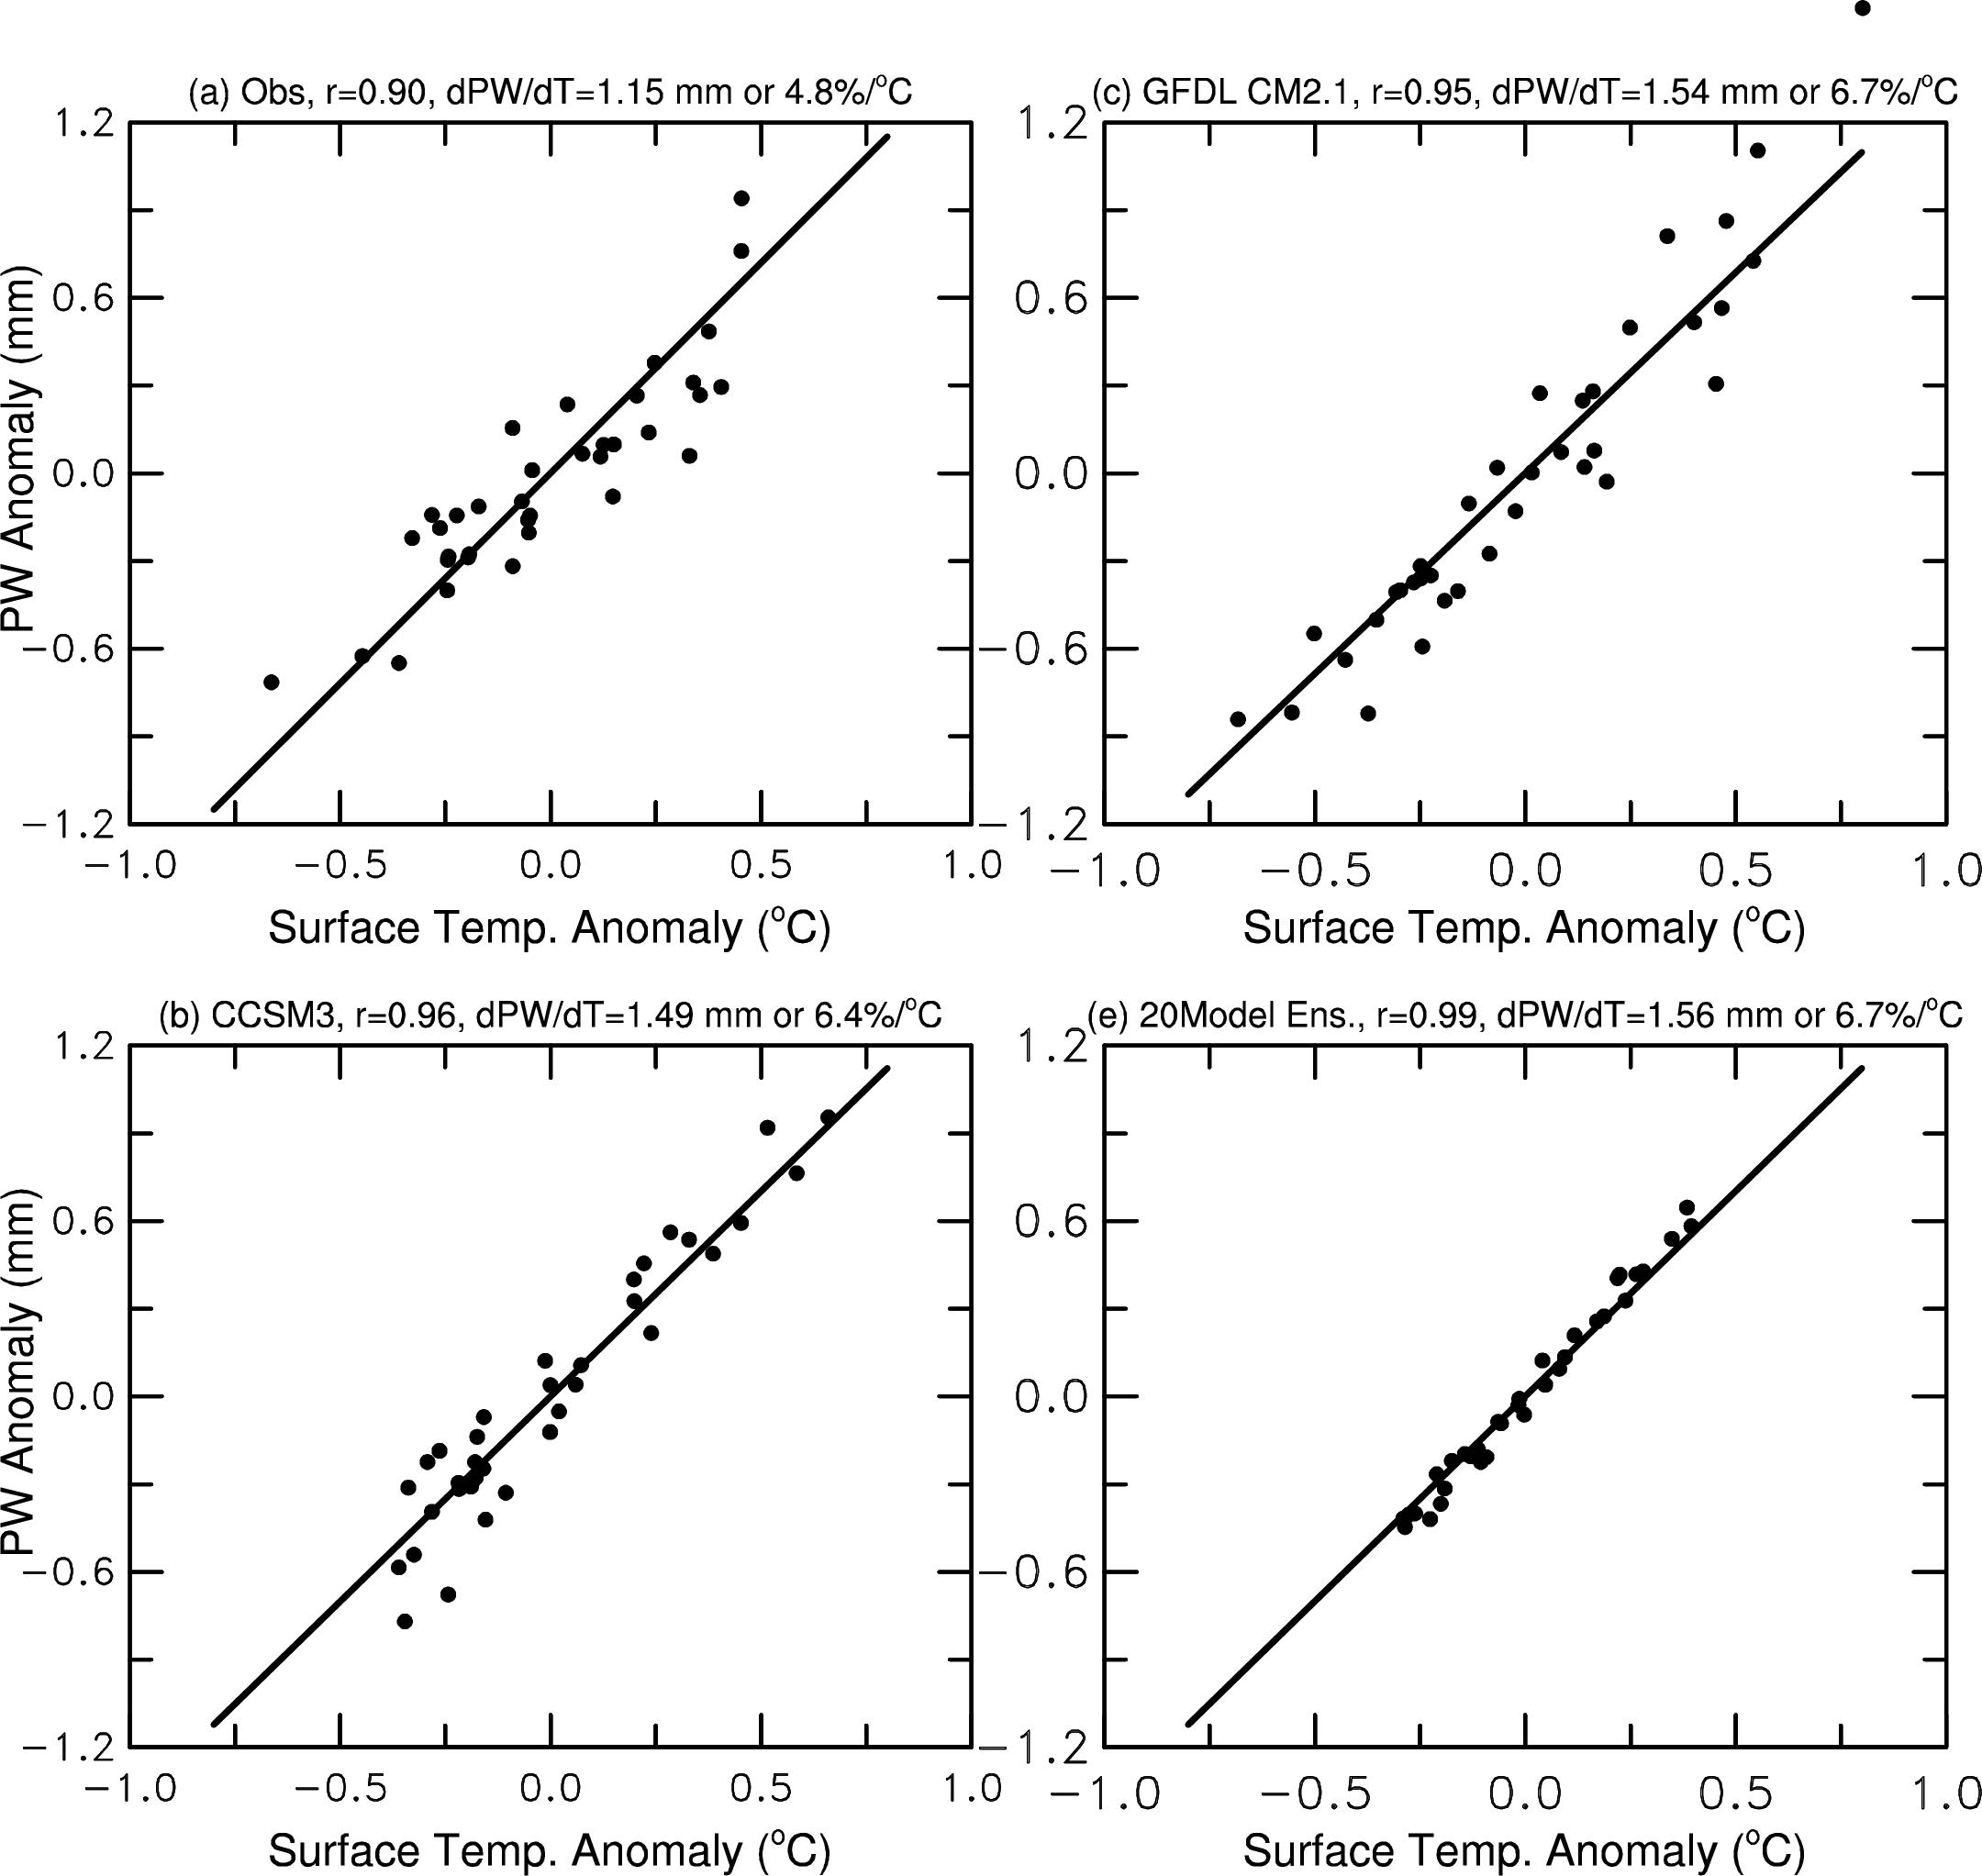 (a) Obs, r=0.90, dPW/dT=1.15 mm or 4.8%/°C
1.2
0.6
0.0
−0.6
−1.2
PW Anomaly (mm)
−1.0 −0.5 0.0 0.5 1.0
Surface Temp. Anomaly (°C)
(c) GFDL CM2.1, r=0.95, dPW/dT=1.54 mm or 6.7%/°C
1.2
0.6
0.0
−0.6
−1.2
−1.0 −0.5 0.0 0.5 1.0
Surface Temp. Anomaly (°C)
(b) CCSM3, r=0.96, dPW/dT=1.49 mm or 6.4%/°C
1.2
0.6
0.0
−0.6
−1.2
PW Anomaly (mm)
−1.0 −0.5 0.0 0.5 1.0
Surface Temp. Anomaly (°C)
(e) 20Model Ens., r=0.99, dPW/dT=1.56 mm or 6.7%/°C
1.2
0.6
0.0
−0.6
−1.2
−1.0 −0.5 0.0 0.5 1.0
Surface Temp. Anomaly (°C)